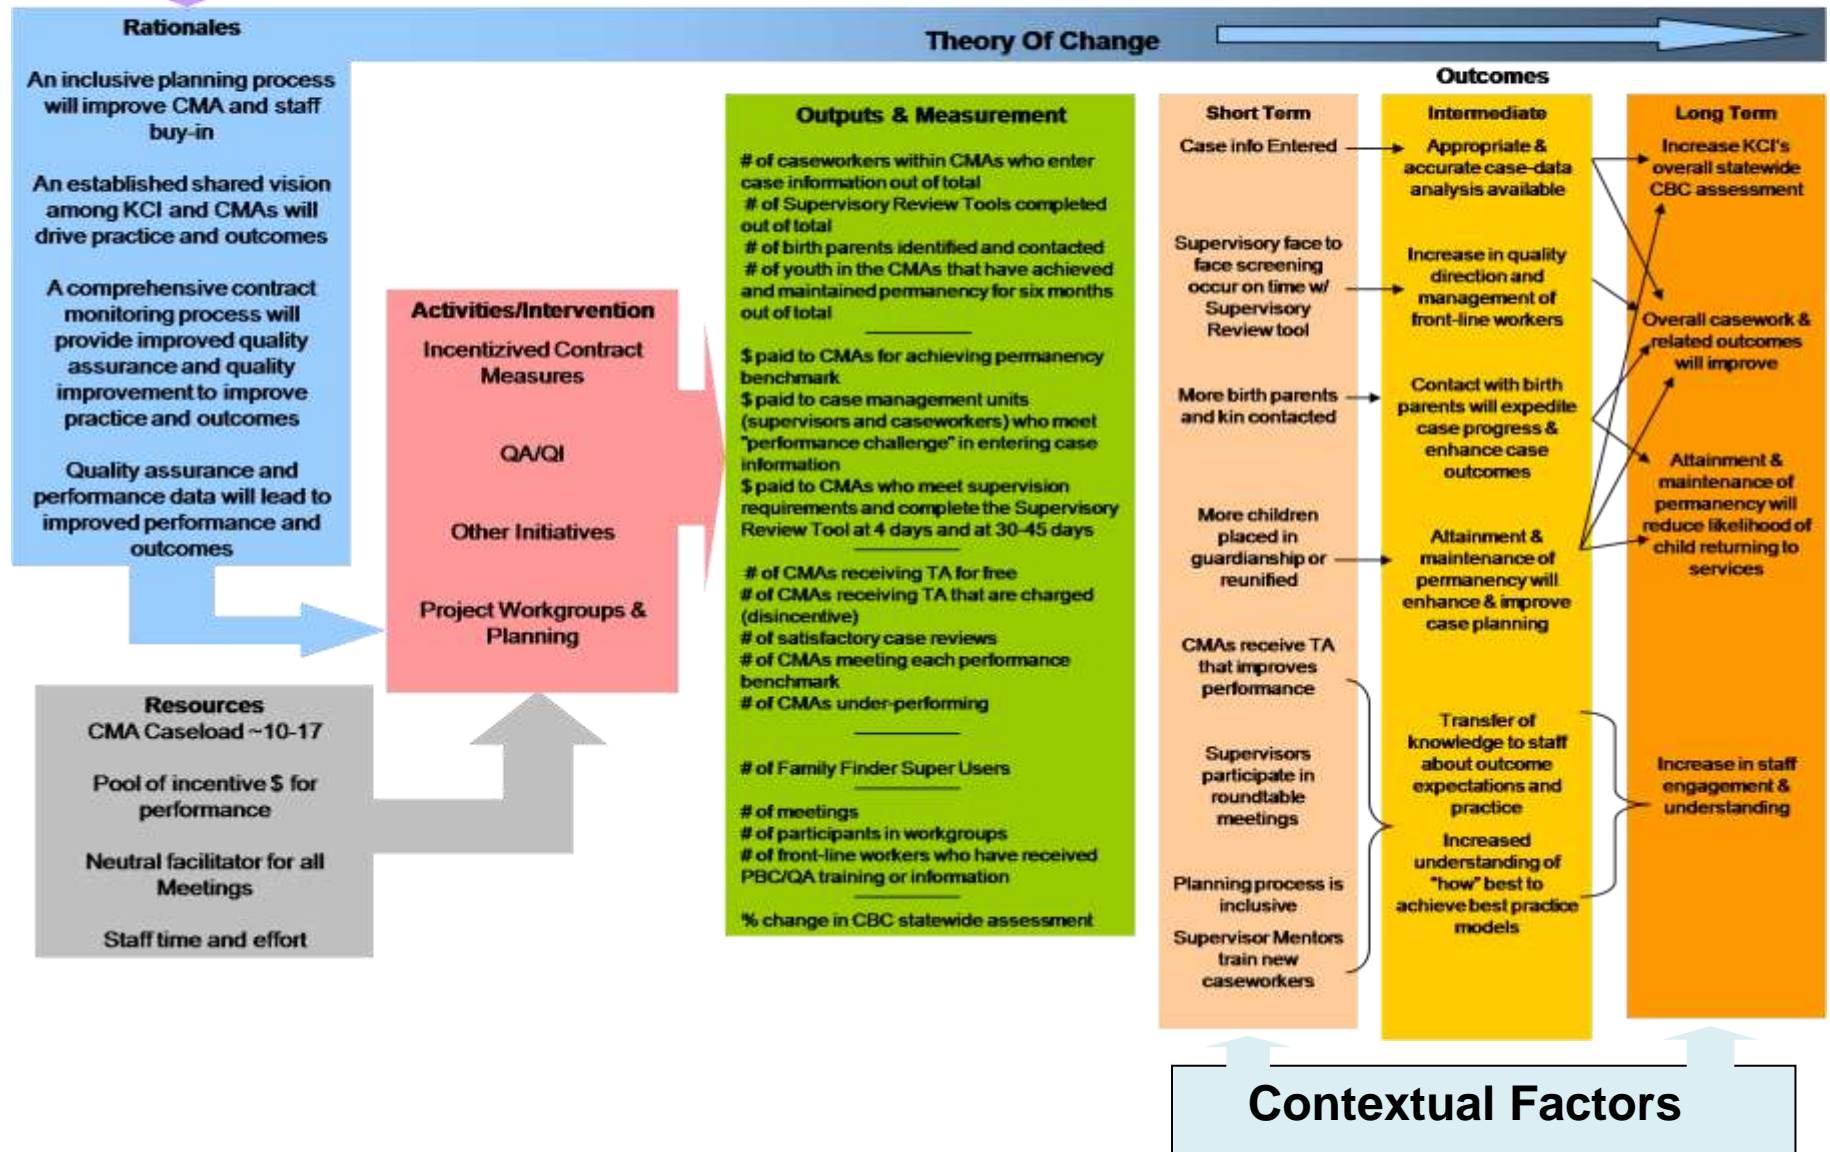 Rationales
An inclusive planning process
will improve CMA and staff
buy-in
An established shared vision
among KCI and CMAs will
drive practice and outcomes
A comprehensive contract
monitoring process will
provide improved quality
assurance and quality
improvement to improve
practice and outcomes
Quality assurance and
performance data will lead to
improved performance and
outcomes
Resources
CMA Caseload ~10-17
Pool of incentive $ for
performance
Neutral facilitator for all
Meetings
Staff time and effort
Theory Of Change
Activities/Intervention
Incentizived Contract
Measures
QA/QI
Other Initiatives
Project Workgroups &
Planning
Outputs & Measurement
# of caseworkers within CMAs who enter
case information out of total
# of Supervisory Review Tools completed
out of total
# of birth parents identified and contacted
# of youth in the CMAs that have achieved
and maintained permanency for six months
out of total
$ paid to CMAs for achieving permanency
benchmark
$ paid to case management units
(supervisors and caseworkers) who meet
"performance challenge" in entering case
information
$ paid to CMAs who meet supervision
requirements and complete the Supervisory
Review Tool at 4 days and at 30-45 days
# of CMAs receiving TA for free
# of CMAs receiving TA that are charged
(disincentive)
# of satisfactory case reviews
# of CMAs meeting each performance
benchmark
# of CMAs under-performing
# of Family Finder Super Users
# of meetings
# of participants in workgroups
# of front-line workers who have received
PBC/QA training or information
% change in CBC statewide assessment
Outcomes
Short Term
Case info Entered
Supervisory face to
face screening
occur on time w/
Supervisory
Review tool
More birth parents
and kin contacted
More children
placed in
guardianship or
reunified
CMAs receive TA
that improves
performance
Supervisors
participate in
roundtable
meetings
Planning process is
inclusive
Supervisor Mentors
train new
caseworkers
Intermediate
Appropriate &
accurate case-data
analysis available
Increase in quality
direction and
management of
front-line workers
Contact with birth
parents will expedite
case progress &
enhance case
outcomes
Attainment &
maintenance of
permanency will
enhance & improve
case planning
Transfer of
knowledge to staff
about outcome
expectations and
practice
Increased
understanding of
"how" best to
achieve best practice
models
Long Term
Increase KCI's
overall statewide
CBC assessment
Overall casework &
related outcomes
will improve
Attainment &
maintenance of
permanency will
reduce likelihood of
child returning to
services
Increase in staff
engagement &
understanding
Contextual Factors